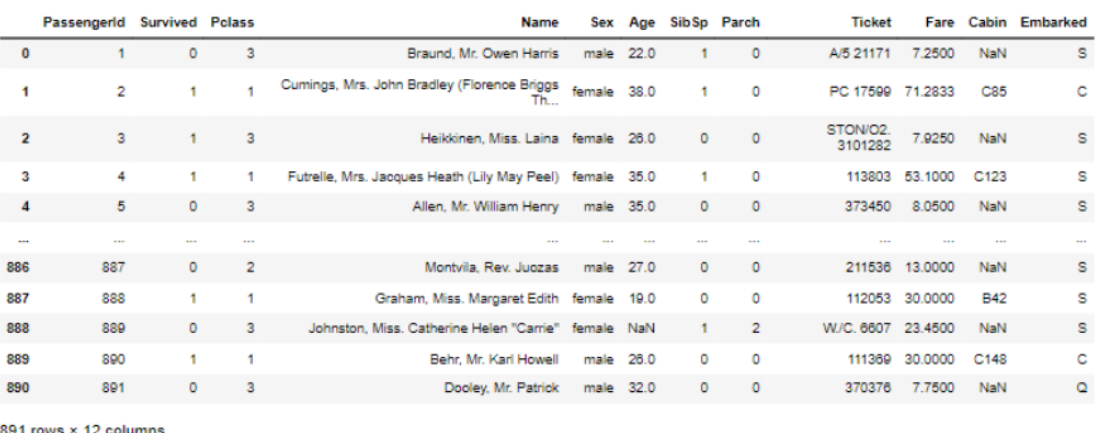 PassengerId Survived Pclass Name Sex Age SibSp Parch Ticket Fare Cabin Embarked
0 1 0 3 Braund, Mr. Owen Harris male 22.0 1 0 A/5 21171 7.2500 NaN S
1 2 1 1 Cumings, Mrs. John Bradley (Florence Briggs Th... female 38.0 1 0 PC 17599 71.2833 C85 C
2 3 1 3 Heikkinen, Miss. Laina female 26.0 0 0 STON/O2. 3101282 7.9250 NaN S
3 4 1 1 Futrelle, Mrs. Jacques Heath (Lily May Peel) female 35.0 1 0 113803 53.1000 C123 S
4 5 0 3 Allen, Mr. William Henry male 35.0 0 0 373450 8.0500 NaN S
... ... ... ... ... ... ... ... ... ... ... ... ...
886 887 0 2 Montvila, Rev. Juozas male 27.0 0 0 211536 13.0000 NaN S
887 888 1 1 Graham, Miss. Margaret Edith female 19.0 0 0 112053 30.0000 B42 S
888 889 0 3 Johnston, Miss. Catherine Helen "Carrie" female NaN 1 2 W./C. 6607 23.4500 NaN S
889 890 1 1 Behr, Mr. Karl Howell male 26.0 0 0 111369 30.0000 C148 C
890 891 0 3 Dooley, Mr. Patrick male 32.0 0 0 370376 7.7500 NaN Q
891 rows × 12 columns